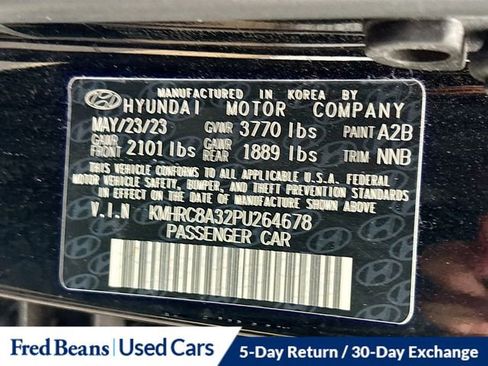 MANUFACTURED IN KOREA BY
HYUNDAI MOTOR COMPANY
MAY/23/23 GVWR 3770 lbs PAINT A2B
GAWR FRONT 2101 lbs GAWR REAR 1889 lbs TRIM NNB
THIS VEHICLE CONFORMS TO ALL APPLICABLE U.S.A. FEDERAL
MOTOR VEHICLE SAFETY, BUMPER, AND THEFT PREVENTION STANDARDS
IN EFFECT ON THE DATE OF MANUFACTURE SHOWN ABOVE.
V.I.N KMHRC8A32PU264678
PASSENGER CAR
Fred Beans | Used Cars 5-Day Return / 30-Day Exchange